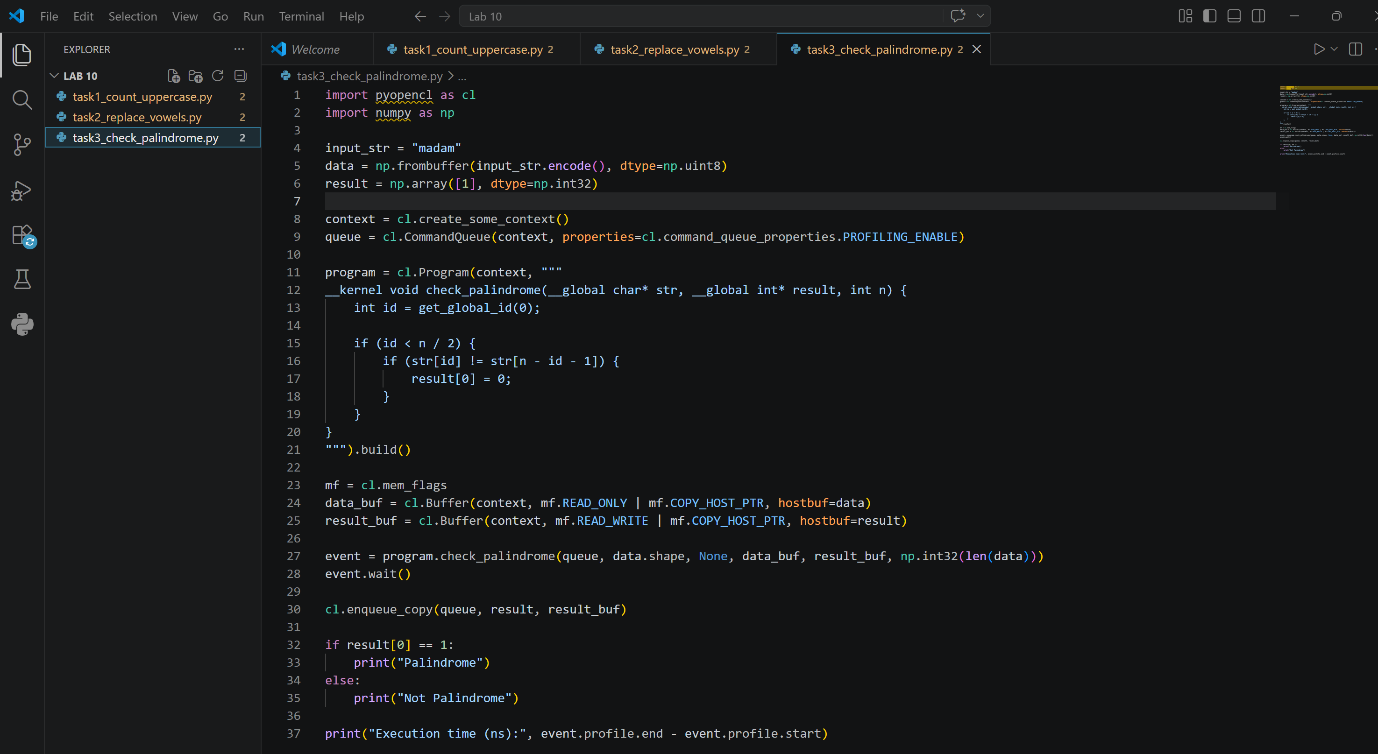 File Edit Selection View Go Run Terminal Help Lab 10
EXPLORER ...
LAB 10
task1_count_uppercase.py 2
task2_replace_vowels.py 2
task3_check_palindrome.py 2
Welcome task1_count_uppercase.py 2 task2_replace_vowels.py 2 task3_check_palindrome.py 2
task3_check_palindrome.py > ...
1 import pyopencl as cl
2 import numpy as np
3
4 input_str = "madam"
5 data = np.frombuffer(input_str.encode(), dtype=np.uint8)
6 result = np.array([1], dtype=np.int32)
7
8 context = cl.create_some_context()
9 queue = cl.CommandQueue(context, properties=cl.command_queue_properties.PROFILING_ENABLE)
10
11 program = cl.Program(context, """
12 __kernel void check_palindrome(__global char* str, __global int* result, int n) {
13     int id = get_global_id(0);
14
15     if (id < n / 2) {
16         if (str[id] != str[n - id - 1]) {
17             result[0] = 0;
18         }
19     }
20 }
21 """).build()
22
23 mf = cl.mem_flags
24 data_buf = cl.Buffer(context, mf.READ_ONLY | mf.COPY_HOST_PTR, hostbuf=data)
25 result_buf = cl.Buffer(context, mf.READ_WRITE | mf.COPY_HOST_PTR, hostbuf=result)
26
27 event = program.check_palindrome(queue, data.shape, None, data_buf, result_buf, np.int32(len(data)))
28 event.wait()
29
30 cl.enqueue_copy(queue, result, result_buf)
31
32 if result[0] == 1:
33     print("Palindrome")
34 else:
35     print("Not Palindrome")
36
37 print("Execution time (ns):", event.profile.end - event.profile.start)